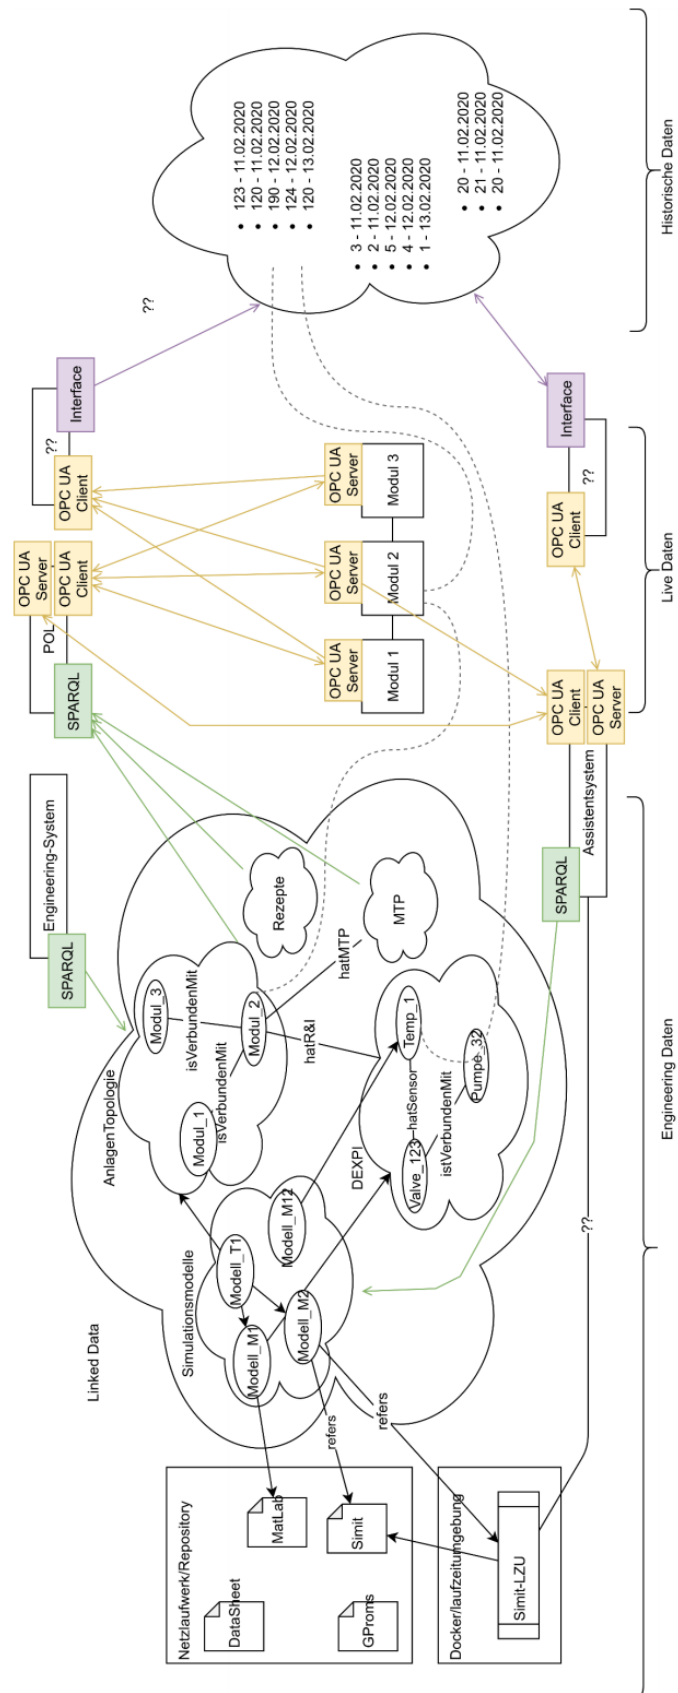 Linked Data
Netzlaufwerk/Repository
DataSheet
MatLab
GProms
Simit
Docker/laufzeitumgebung
Simit-LZU
refers
refers
Simulationsmodelle
Modell_M1
Modell_T1
Modell_M2
Modell_M12
AnlagenTopologie
Modul_1
Modul_3
Modul_2
isVerbundenMit
isVerbundenMit
hatR&I
hatMTP
DEXPI
Valve_123
hatSensor
Temp_1
istVerbundenMit
Pumpe_32
Rezepte
MTP
Engineering-System
SPARQL
SPARQL
POL
OPC UA
Server
OPC UA
Client
OPC UA
Client
??
Interface
??
OPC UA
Server
Modul 1
OPC UA
Server
Modul 2
OPC UA
Server
Modul 3
SPARQL
Assistentsystem
OPC UA
Client
OPC UA
Server
OPC UA
Client
??
Interface
??
• 123 - 11.02.2020
• 120 - 11.02.2020
• 190 - 12.02.2020
• 124 - 12.02.2020
• 120 - 13.02.2020
• 3 - 11.02.2020
• 2 - 11.02.2020
• 5 - 12.02.2020
• 4 - 12.02.2020
• 1 - 13.02.2020
• 20 - 11.02.2020
• 21 - 11.02.2020
• 20 - 11.02.2020
Engineering Daten
Live Daten
Historische Daten